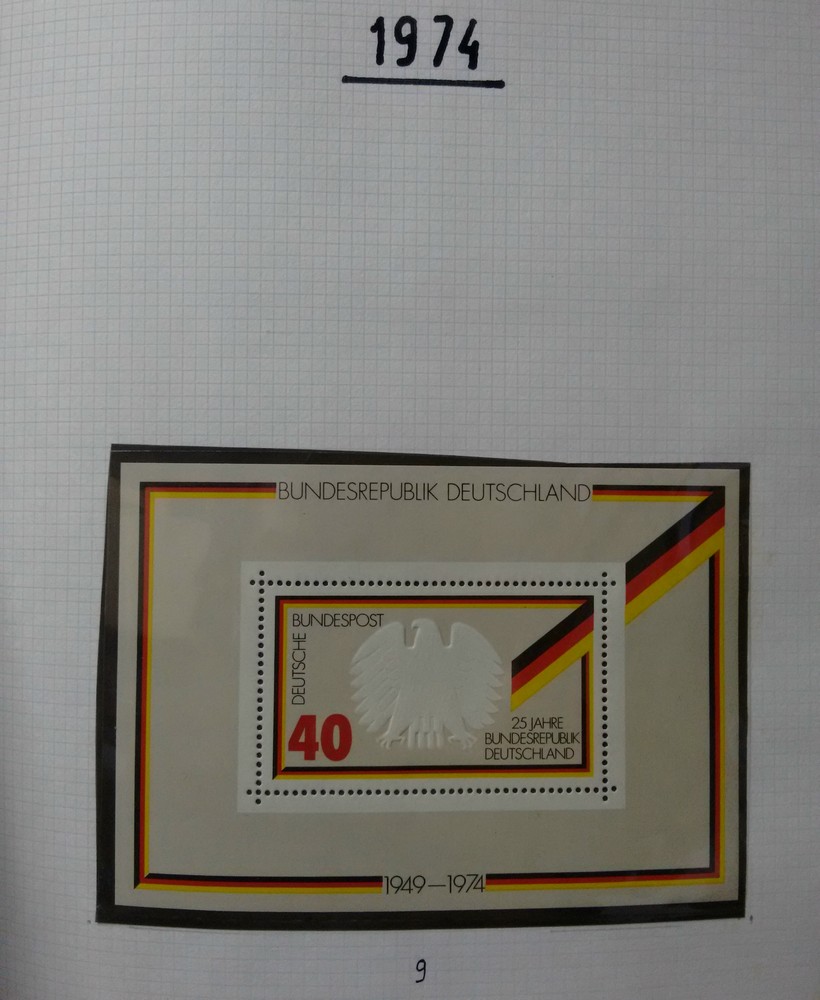 1974
BUNDESREPUBLIK DEUTSCHLAND
BUNDESPOST
DEUTSCHE
40
25 JAHRE
BUNDESREPUBLIK
DEUTSCHLAND
1949—1974
9